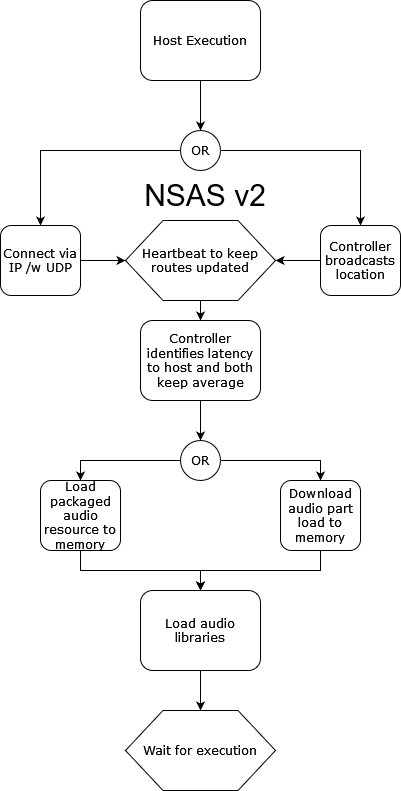 Host Execution
OR
NSAS v2
Connect via
IP /w UDP
Heartbeat to keep
routes updated
Controller
broadcasts
location
Controller
identifies latency
to host and both
keep average
OR
Load
packaged
audio
resource to
memory
Download
audio part
load to
memory
Load audio
libraries
Wait for execution